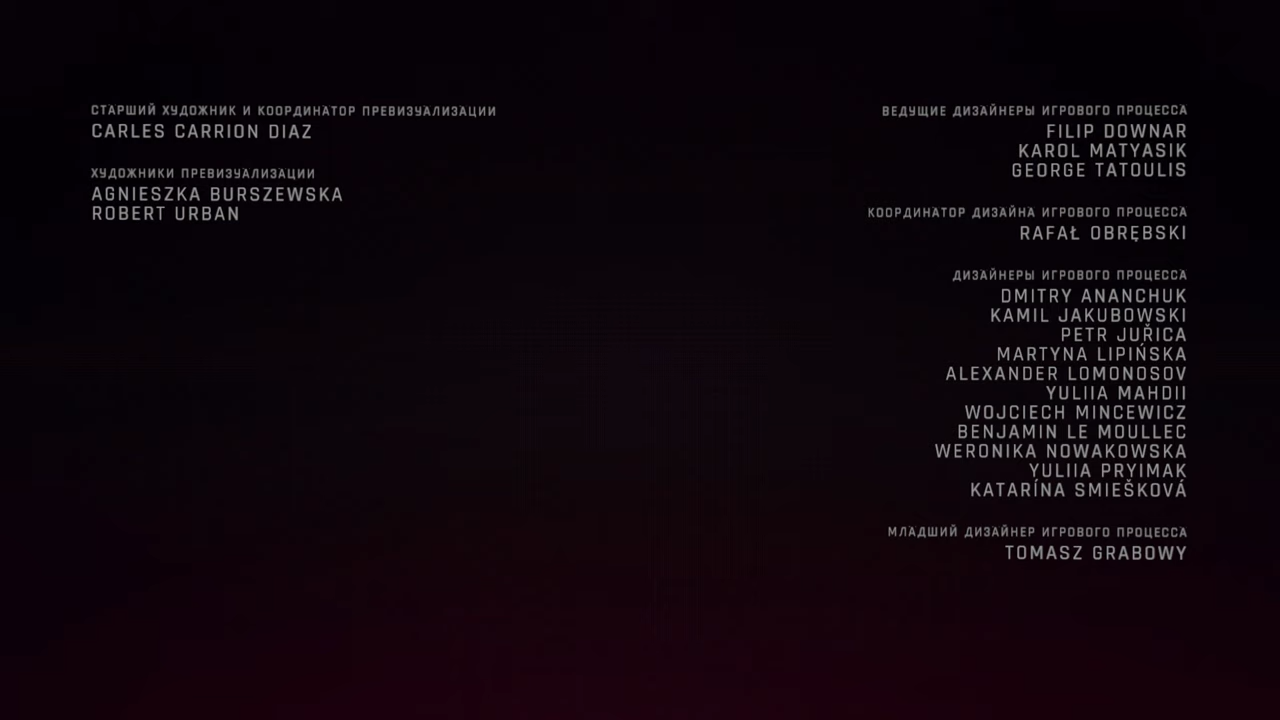 СТАРШИЙ ХУДОЖНИК И КООРДИНАТОР ПРЕВИЗУАЛИЗАЦИИ
CARLES CARRION DIAZ
ХУДОЖНИКИ ПРЕВИЗУАЛИЗАЦИИ
AGNIESZKA BURSZEWSKA
ROBERT URBAN
ВЕДУЩИЕ ДИЗАЙНЕРЫ ИГРОВОГО ПРОЦЕССА
FILIP DOWNAR
KAROL MATYASIK
GEORGE TATOULIS
КООРДИНАТОР ДИЗАЙНА ИГРОВОГО ПРОЦЕССА
RAFAŁ OBRĘBSKI
ДИЗАЙНЕРЫ ИГРОВОГО ПРОЦЕССА
DMITRY ANANCHUK
KAMIL JAKUBOWSKI
PETR JUŘICA
MARTYNA LIPIŃSKA
ALEXANDER LOMONOSOV
YULIIA MAHDII
WOJCIECH MINCEWICZ
BENJAMIN LE MOULLEC
WERONIKA NOWAKOWSKA
YULIIA PRYIMAK
KATARÍNA SMIEŠKOVÁ
МЛАДШИЙ ДИЗАЙНЕР ИГРОВОГО ПРОЦЕССА
TOMASZ GRABOWY